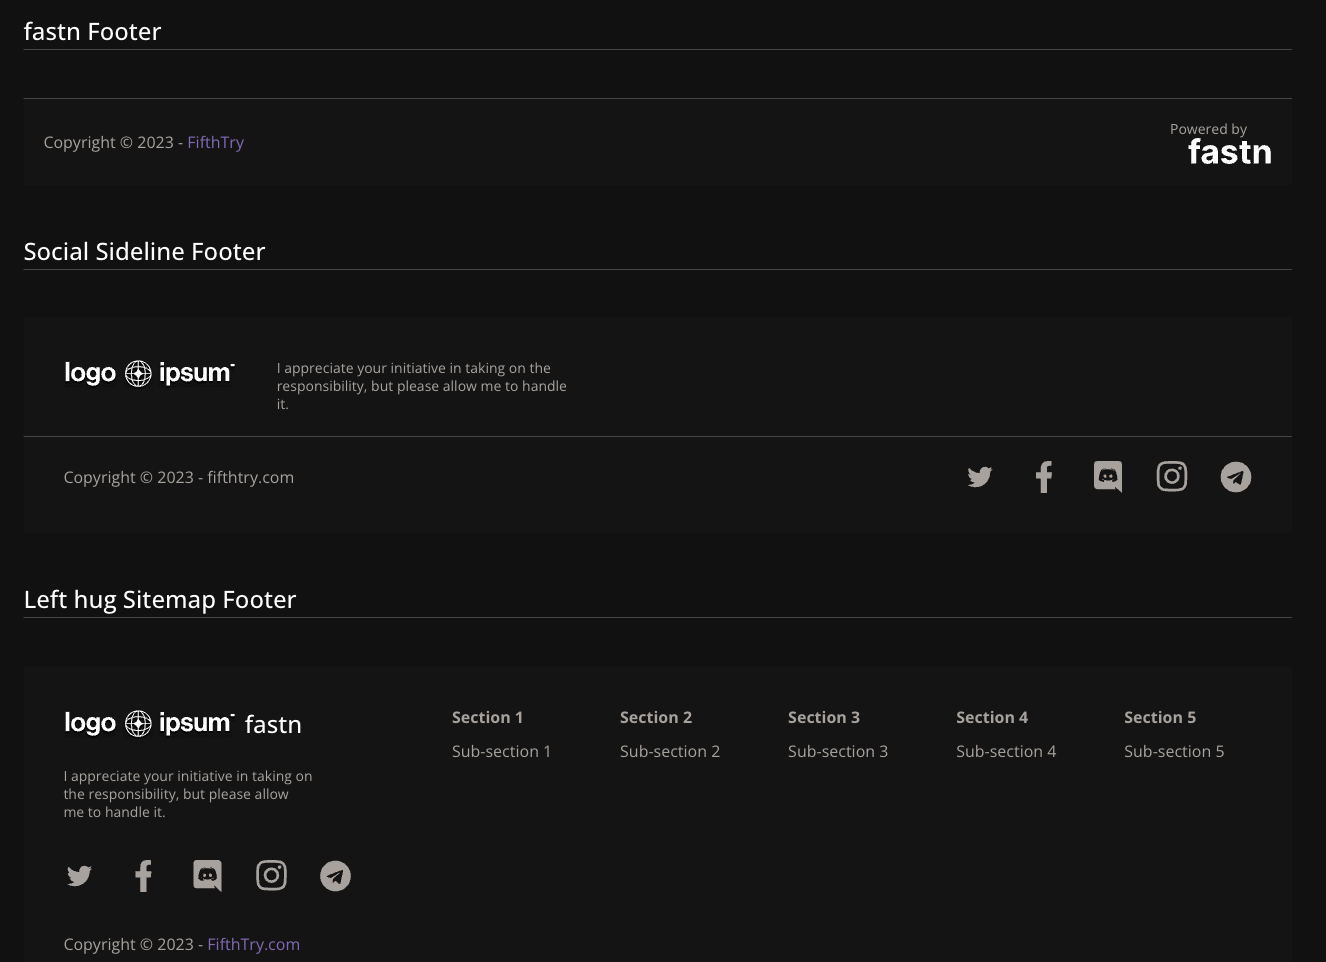 fastn Footer
Copyright © 2023 - FifthTry
Powered by
fastn
Social Sideline Footer
logo ipsum
I appreciate your initiative in taking on the
responsibility, but please allow me to handle
it.
Copyright © 2023 - fifthtry.com
Left hug Sitemap Footer
logo ipsum fastn
I appreciate your initiative in taking on
the responsibility, but please allow
me to handle it.
Copyright © 2023 - FifthTry.com
Section 1
Sub-section 1
Section 2
Sub-section 2
Section 3
Sub-section 3
Section 4
Sub-section 4
Section 5
Sub-section 5